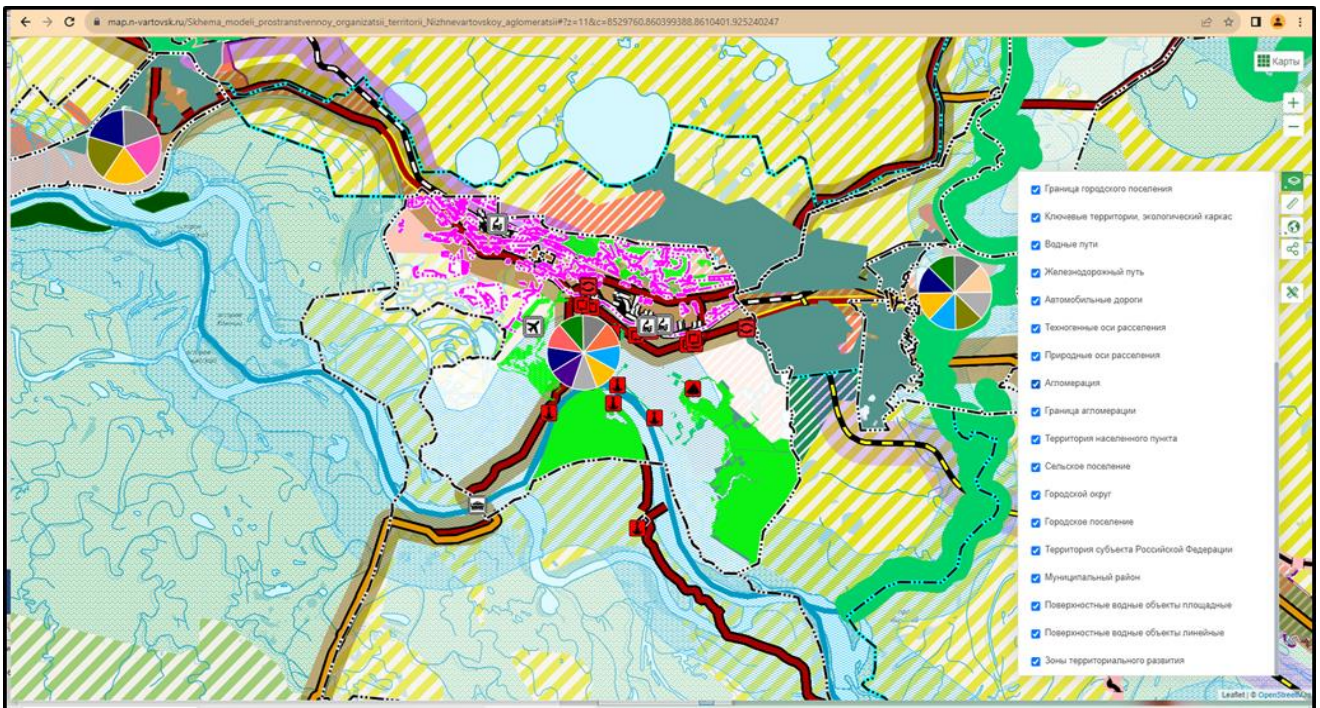 map.n-vartovsk.ru/Skhema_modeli_prostranstvennoy_organizatsii_territorii_Nizhnevartovskoy_aglomeratsii#?z=11&c=8529760.860399388.8610401.925240247
Карты
+
−
Граница городского поселения
Ключевые территории, экологический каркас
Водные пути
Железнодорожный путь
Автомобильные дороги
Техногенные оси расселения
Природные оси расселения
Агломерация
Граница агломерации
Территория населенного пункта
Сельское поселение
Городской округ
Городское поселение
Территория субъекта Российской Федерации
Муниципальный район
Поверхностные водные объекты площадные
Поверхностные водные объекты линейные
Зоны территориального развития
Leaflet | © OpenStreetMap